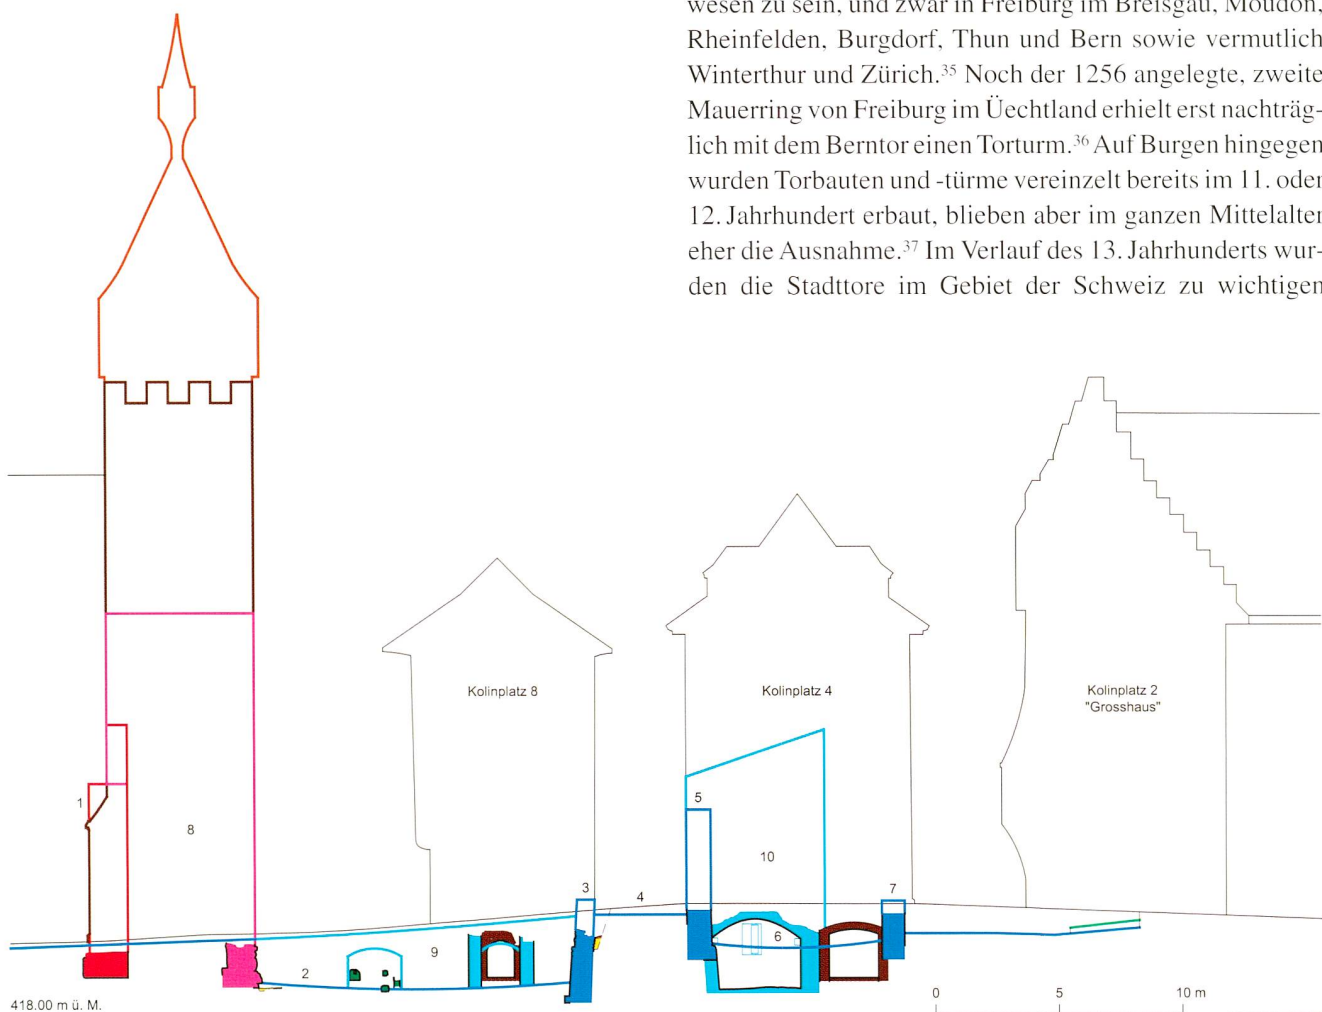 wesen zu sein, und zwar in Freiburg im Breisgau, Moudon,
Rheinfelden, Burgdorf, Thun und Bern sowie vermutlich
Winterthur und Zürich.³⁵ Noch der 1256 angelegte, zweite
Mauerring von Freiburg im Üechtland erhielt erst nachträg-
lich mit dem Berntor einen Torturm.³⁶ Auf Burgen hingegen
wurden Torbauten und -türme vereinzelt bereits im 11. oder
12. Jahrhundert erbaut, blieben aber im ganzen Mittelalter
eher die Ausnahme.³⁷ Im Verlauf des 13. Jahrhunderts wur-
den die Stadttore im Gebiet der Schweiz zu wichtigen
Kolinplatz 8
Kolinplatz 4
Kolinplatz 2
"Grosshaus"
1
8
5
10
3
4
7
9
6
2
418.00 m ü. M.
0 5 10 m